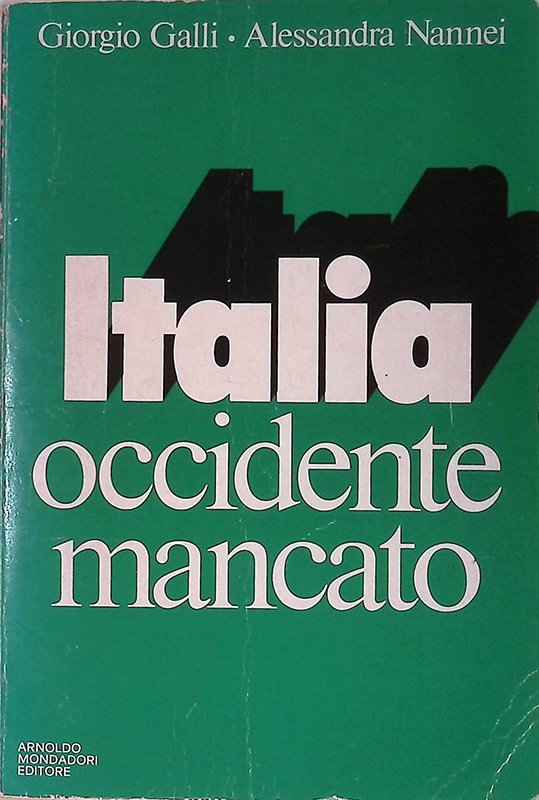 Giorgio Galli • Alessandra Nannei
Italia
occidente
mancato
ARNOLDO
MONDADORI
EDITORE